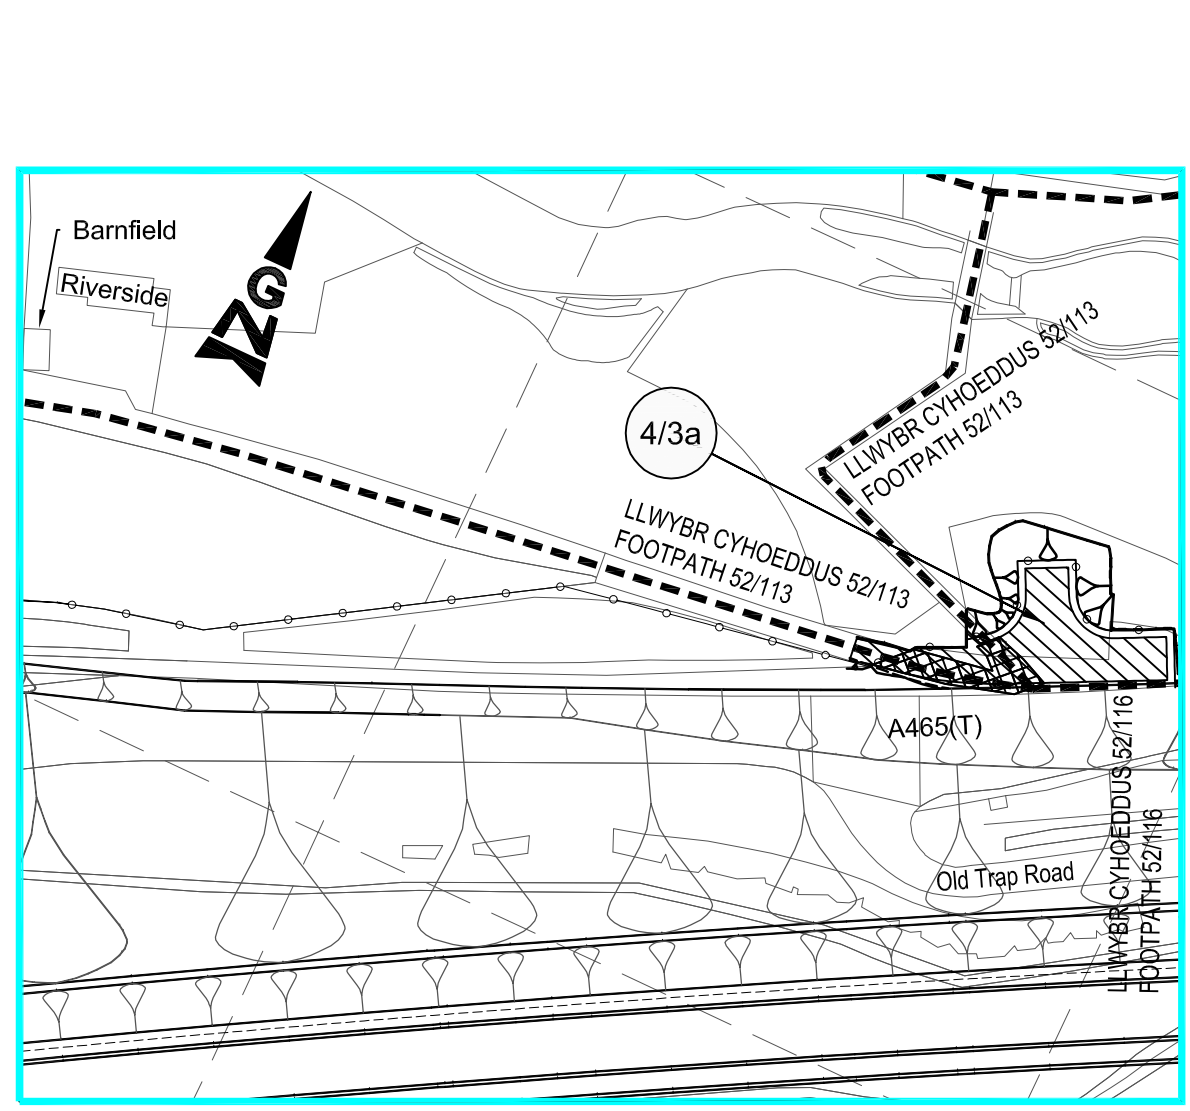 Barnfield
Riverside
GN
4/3a
LLWYBR CYHOEDDUS 52/113
FOOTPATH 52/113
LLWYBR CYHOEDDUS 52/113
FOOTPATH 52/113
A465(T)
Old Trap Road
LLWYBR CYHOEDDUS 52/116
FOOTPATH 52/116